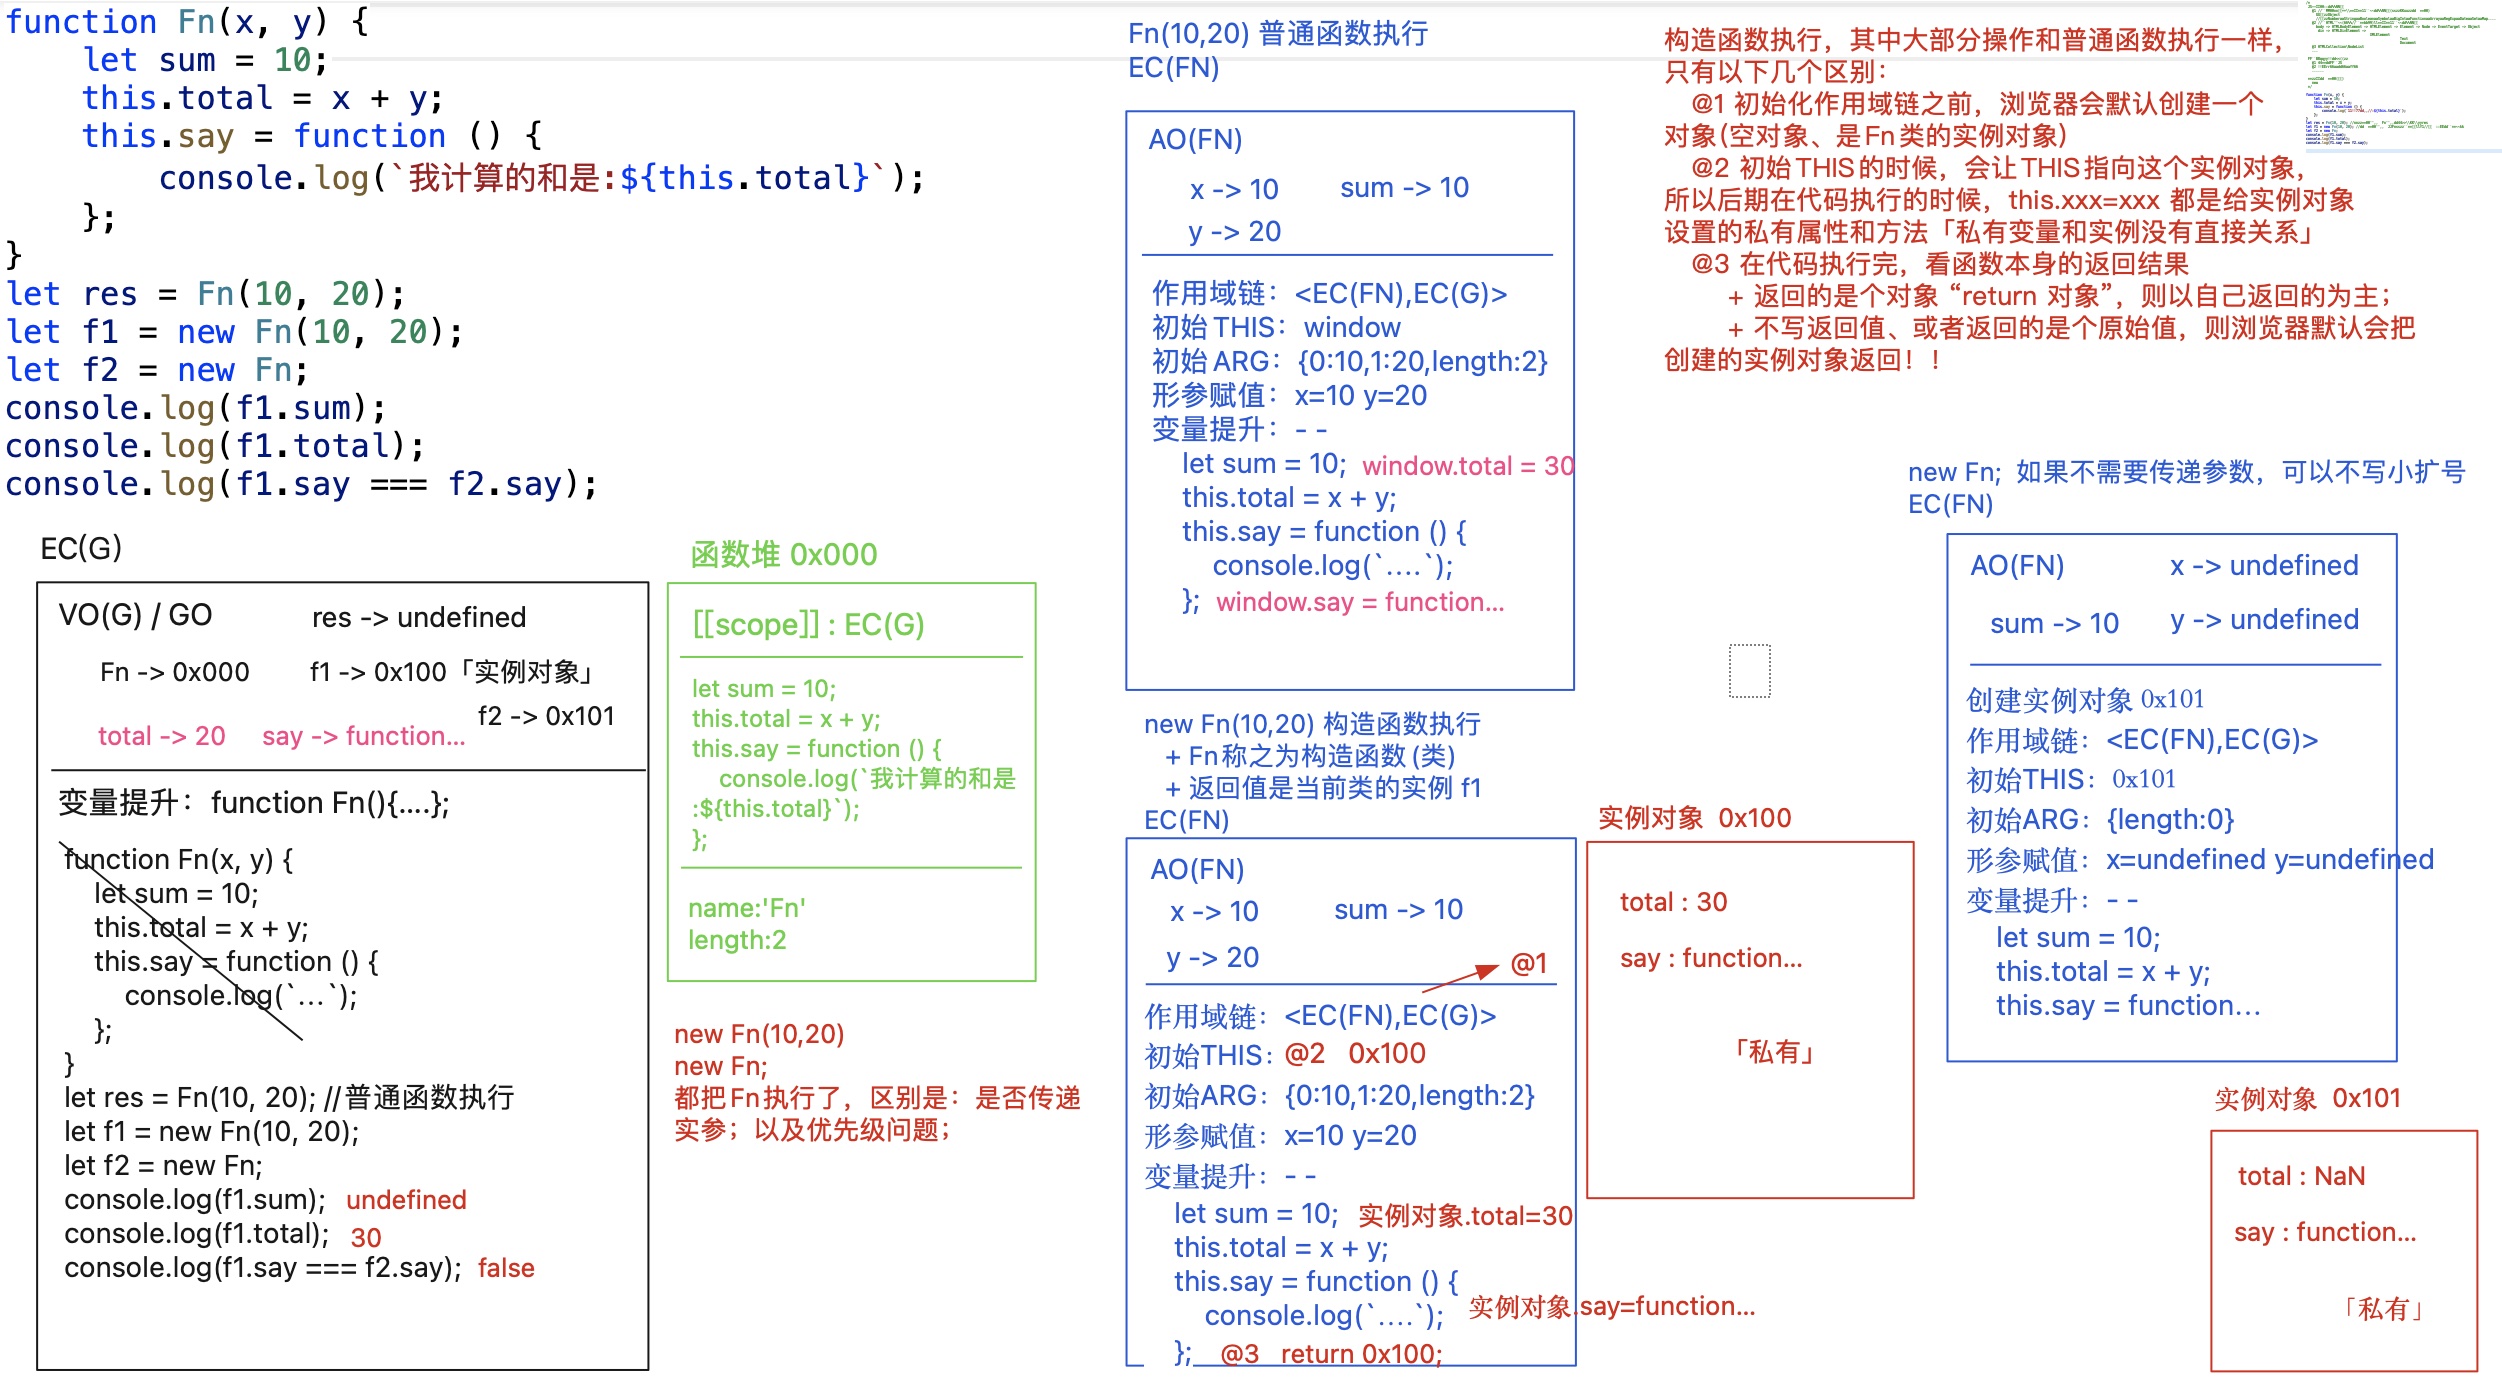 function Fn(x, y) {
let sum = 10;
this.total = x + y;
this.say = function () {
console.log(`我计算的和是:${this.total}`);
};
}
let res = Fn(10, 20);
let f1 = new Fn(10, 20);
let f2 = new Fn;
console.log(f1.sum);
console.log(f1.total);
console.log(f1.say === f2.say);
EC(G)
VO(G) / GO
res -> undefined
Fn -> 0x000
f1 -> 0x100「实例对象」
f2 -> 0x101
total -> 20
say -> function...
变量提升：function Fn(){....};
function Fn(x, y) {
let sum = 10;
this.total = x + y;
this.say = function () {
console.log(`...`);
};
}
let res = Fn(10, 20); //普通函数执行
let f1 = new Fn(10, 20);
let f2 = new Fn;
console.log(f1.sum); undefined
console.log(f1.total); 30
console.log(f1.say === f2.say); false
函数堆 0x000
[[scope]] : EC(G)
let sum = 10;
this.total = x + y;
this.say = function () {
console.log(`我计算的和是
:${this.total}`);
};
name:'Fn'
length:2
new Fn(10,20)
new Fn;
都把Fn执行了，区别是：是否传递
实参；以及优先级问题；
Fn(10,20) 普通函数执行
EC(FN)
AO(FN)
x -> 10
sum -> 10
y -> 20
作用域链：<EC(FN),EC(G)>
初始THIS：window
初始ARG：{0:10,1:20,length:2}
形参赋值：x=10 y=20
变量提升：- -
let sum = 10; window.total = 30
this.total = x + y;
this.say = function () {
console.log(`....`);
}; window.say = function...
new Fn(10,20) 构造函数执行
+ Fn称之为构造函数(类)
+ 返回值是当前类的实例 f1
EC(FN)
AO(FN)
x -> 10
sum -> 10
y -> 20
@1
作用域链：<EC(FN),EC(G)>
初始THIS：@2 0x100
初始ARG：{0:10,1:20,length:2}
形参赋值：x=10 y=20
变量提升：- -
let sum = 10; 实例对象.total=30
this.total = x + y;
this.say = function () {
console.log(`....`); 实例对象.say=function...
}; @3 return 0x100;
实例对象 0x100
total : 30
say : function...
「私有」
构造函数执行，其中大部分操作和普通函数执行一样，
只有以下几个区别：
@1 初始化作用域链之前，浏览器会默认创建一个
对象(空对象、是Fn类的实例对象)
@2 初始THIS的时候，会让THIS指向这个实例对象，
所以后期在代码执行的时候，this.xxx=xxx 都是给实例对象
设置的私有属性和方法「私有变量和实例没有直接关系」
@3 在代码执行完，看函数本身的返回结果
+ 返回的是个对象 “return 对象”，则以自己返回的为主；
+ 不写返回值、或者返回的是个原始值，则浏览器默认会把
创建的实例对象返回！！
new Fn; 如果不需要传递参数，可以不写小扩号
EC(FN)
AO(FN)
x -> undefined
sum -> 10
y -> undefined
创建实例对象 0x101
作用域链：<EC(FN),EC(G)>
初始THIS：0x101
初始ARG：{length:0}
形参赋值：x=undefined y=undefined
变量提升：- -
let sum = 10;
this.total = x + y;
this.say = function...
实例对象 0x101
total : NaN
say : function...
「私有」